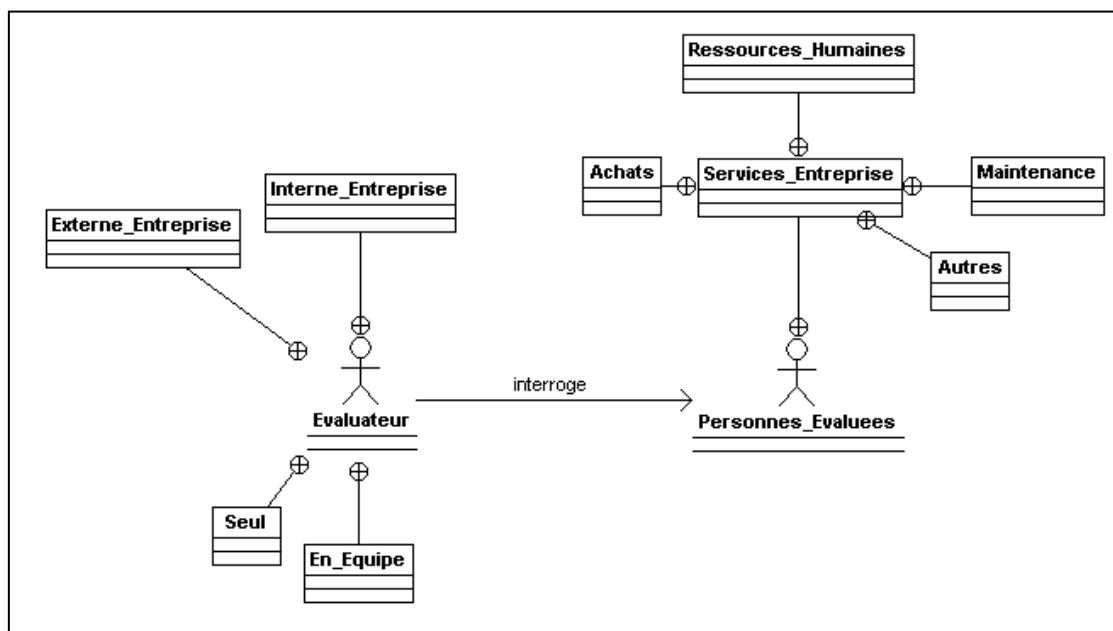 Ressources_Humaines
Achats
Services_Entreprise
Maintenance
Interne_Entreprise
Externe_Entreprise
Autres
interroge
Evaluateur
Personnes_Evaluees
Seul
En_Equipe